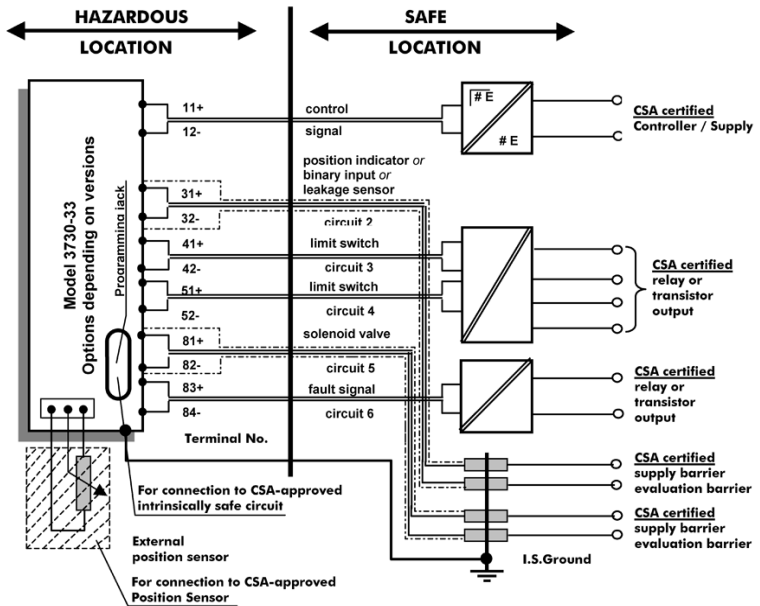 HAZARDOUS
LOCATION
SAFE
LOCATION
Model 3730-33
Options depending on versions
Programming jack
11+
12-
control
signal
# E
# E
CSA certified
Controller / Supply
position indicator or
binary input or
leakage sensor
31+
32-
circuit 2
41+
limit switch
42-
circuit 3
51+
limit switch
52-
circuit 4
CSA certified
relay or
transistor
output
81+
solenoid valve
82-
circuit 5
83+
fault signal
84-
circuit 6
CSA certified
relay or
transistor
output
Terminal No.
CSA certified
supply barrier
evaluation barrier
CSA certified
supply barrier
evaluation barrier
For connection to CSA-approved
intrinsically safe circuit
External
position sensor
I.S.Ground
For connection to CSA-approved
Position Sensor